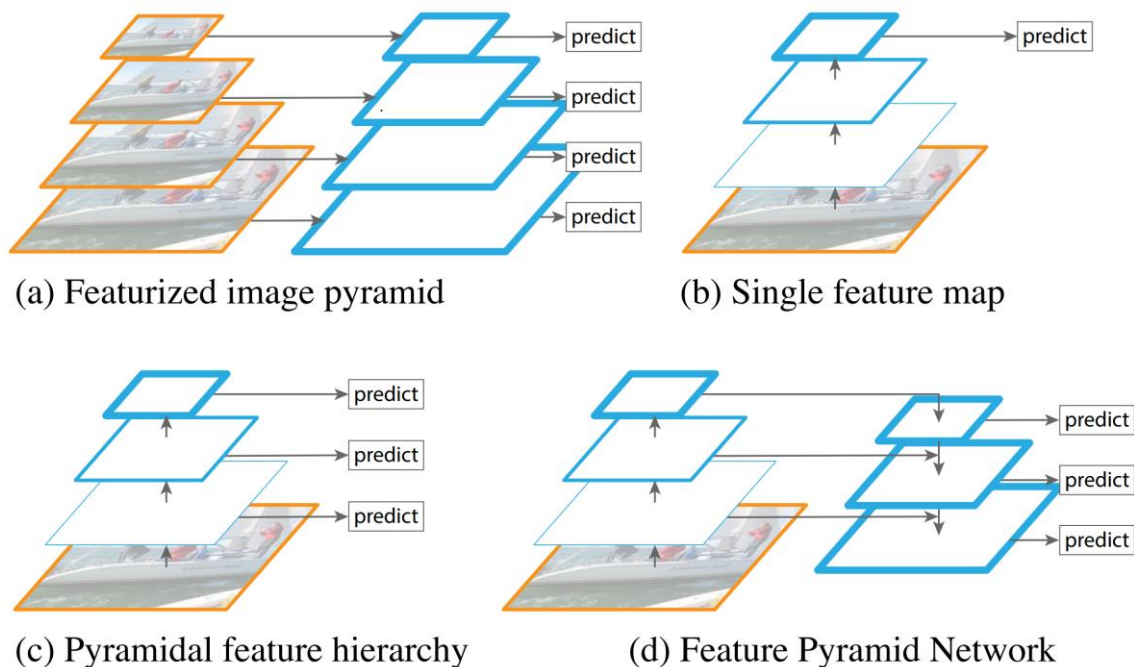 predict
predict
predict
predict
(a) Featurized image pyramid
predict
(b) Single feature map
predict
predict
predict
(c) Pyramidal feature hierarchy
predict
predict
predict
(d) Feature Pyramid Network